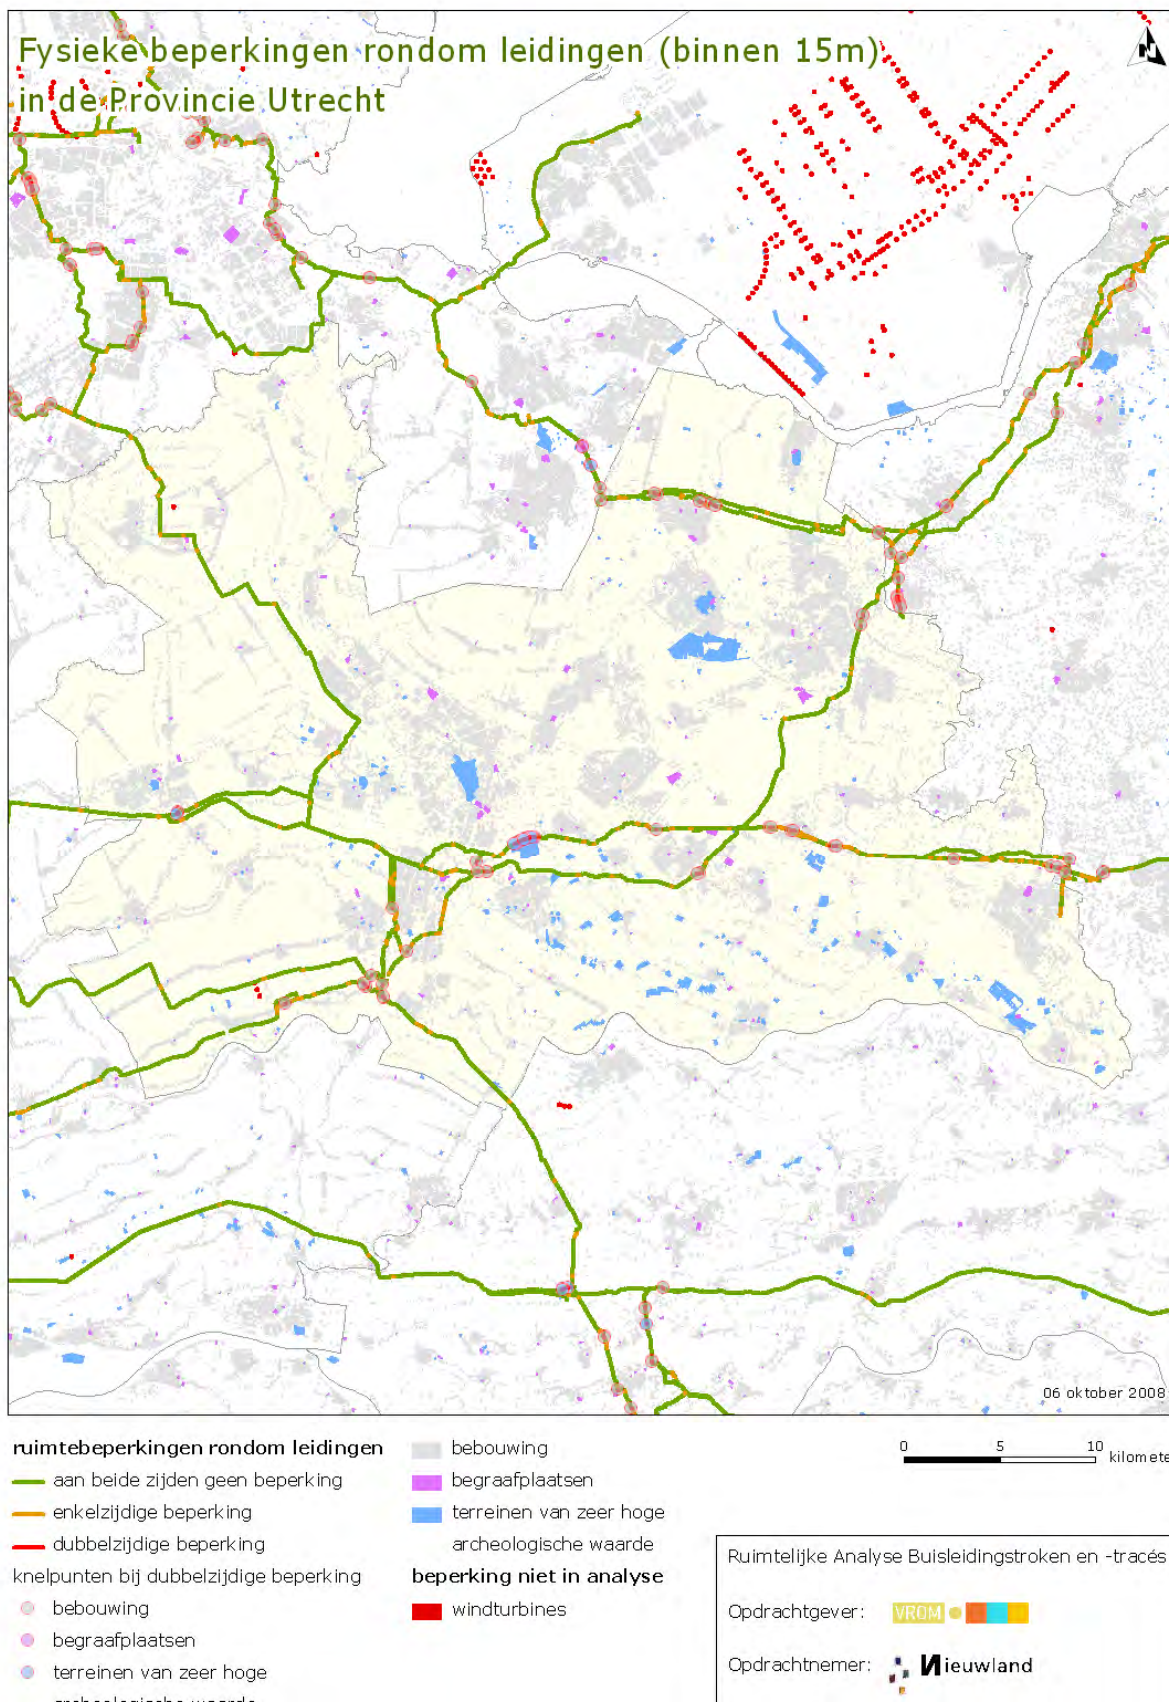 Fysieke beperkingen rondom leidingen (binnen 15m)
in de Provincie Utrecht
N
06 oktober 2008
ruimtebeperkingen rondom leidingen
aan beide zijden geen beperking
enkelzijdige beperking
dubbelzijdige beperking
knelpunten bij dubbelzijdige beperking
bebouwing
begraafplaatsen
terreinen van zeer hoge
archeologische waarde
bebouwing
begraafplaatsen
terreinen van zeer hoge
archeologische waarde
beperking niet in analyse
windturbines
0 5 10 kilomete
Ruimtelijke Analyse Buisleidingstroken en -tracés
Opdrachtgever: VROM
Opdrachtnemer: Nieuwland